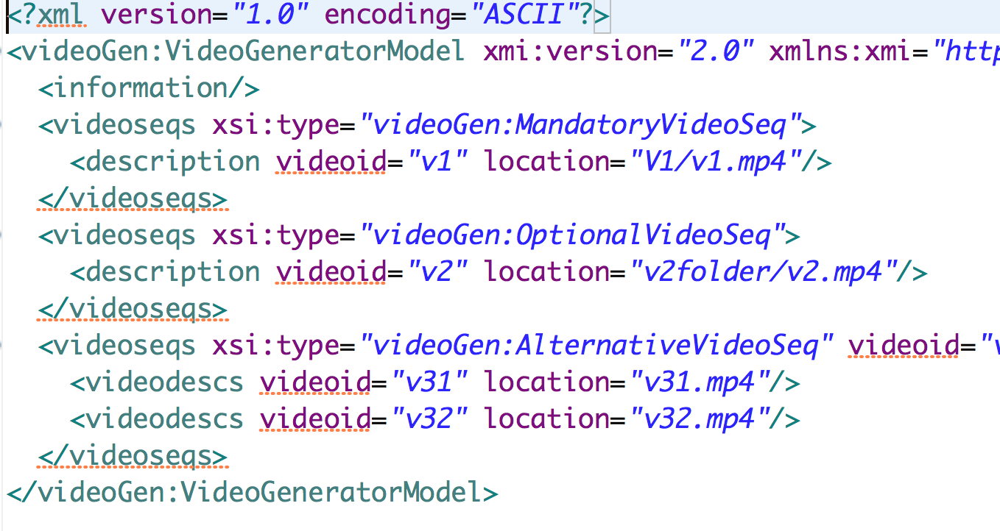 <?xml version="1.0" encoding="ASCII"?>
<videoGen:VideoGeneratorModel xmi:version="2.0" xmlns:xmi="http
<information/>
<videoseqs xsi:type="videoGen:MandatoryVideoSeq">
<description videoid="v1" location="V1/v1.mp4"/>
</videoseqs>
<videoseqs xsi:type="videoGen:OptionalVideoSeq">
<description videoid="v2" location="v2folder/v2.mp4"/>
</videoseqs>
<videoseqs xsi:type="videoGen:AlternativeVideoSeq" videoid="v
<videodescs videoid="v31" location="v31.mp4"/>
<videodescs videoid="v32" location="v32.mp4"/>
</videoseqs>
</videoGen:VideoGeneratorModel>